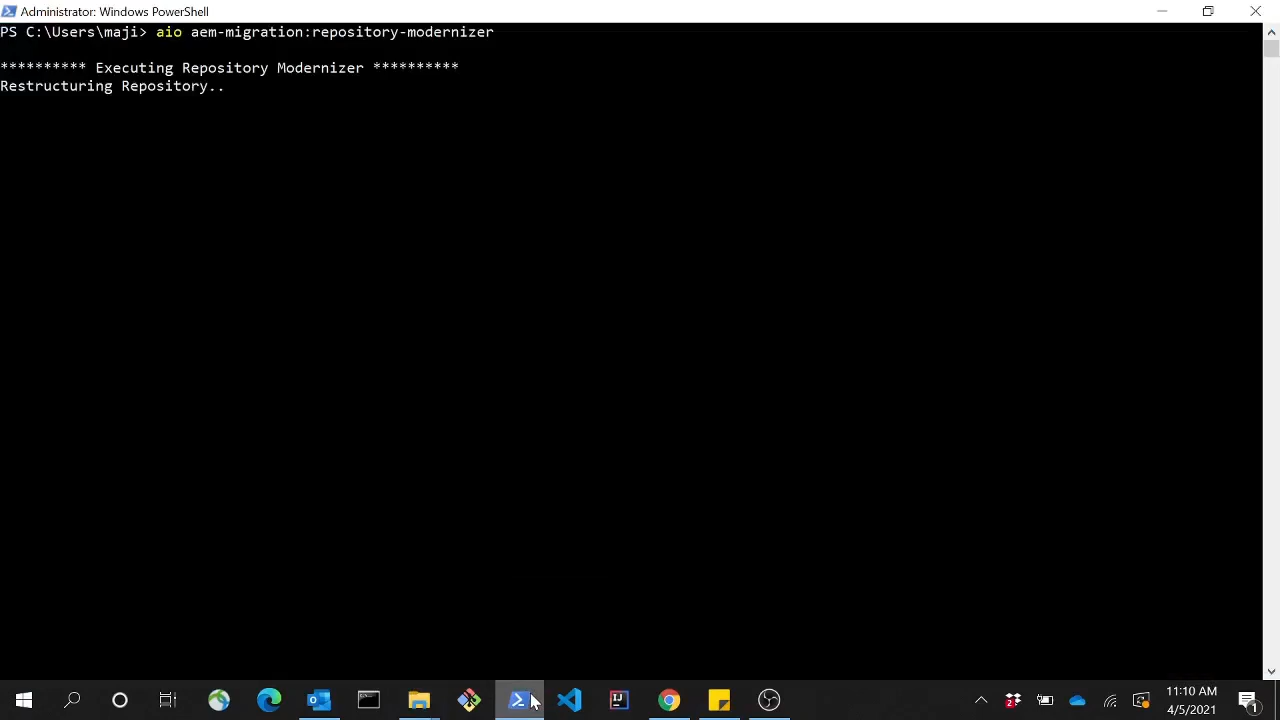 Administrator: Windows PowerShell
PS C:\Users\maji> aio aem-migration:repository-modernizer
********** Executing Repository Modernizer **********
Restructuring Repository..
11:10 AM
4/5/2021